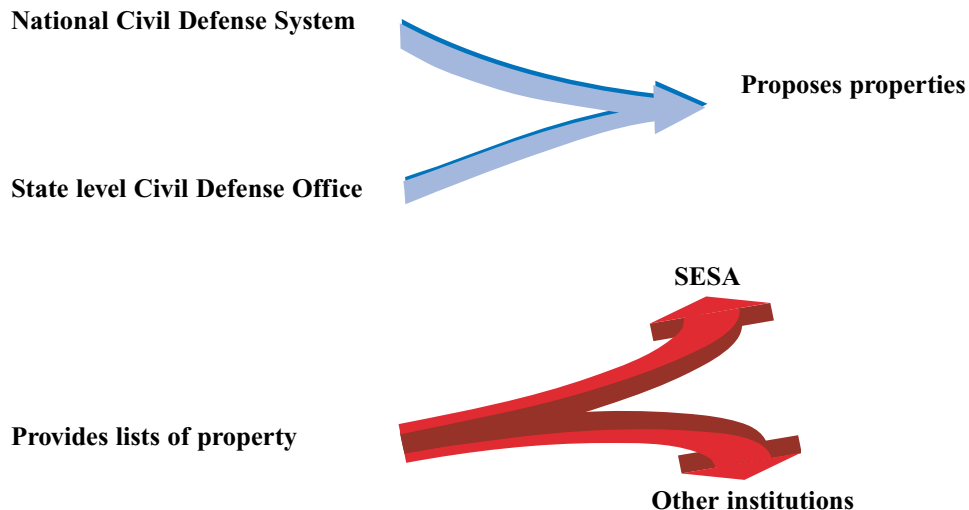 National Civil Defense System
Proposes properties
State level Civil Defense Office
SESA
Provides lists of property
Other institutions